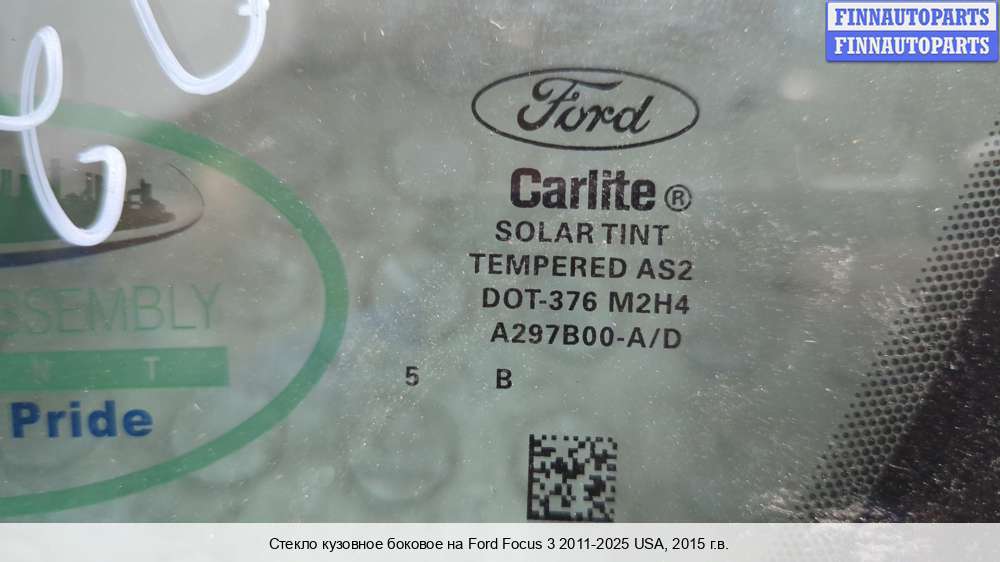 FINNAUTOPARTS
FINNAUTOPARTS
Ford
Carlite®
SOLAR TINT
TEMPERED AS2
DOT-376 M2H4
A297B00-A/D
5 B
SSEMBLY
N T
Pride
Стекло кузовное боковое на Ford Focus 3 2011-2025 USA, 2015 г.в.